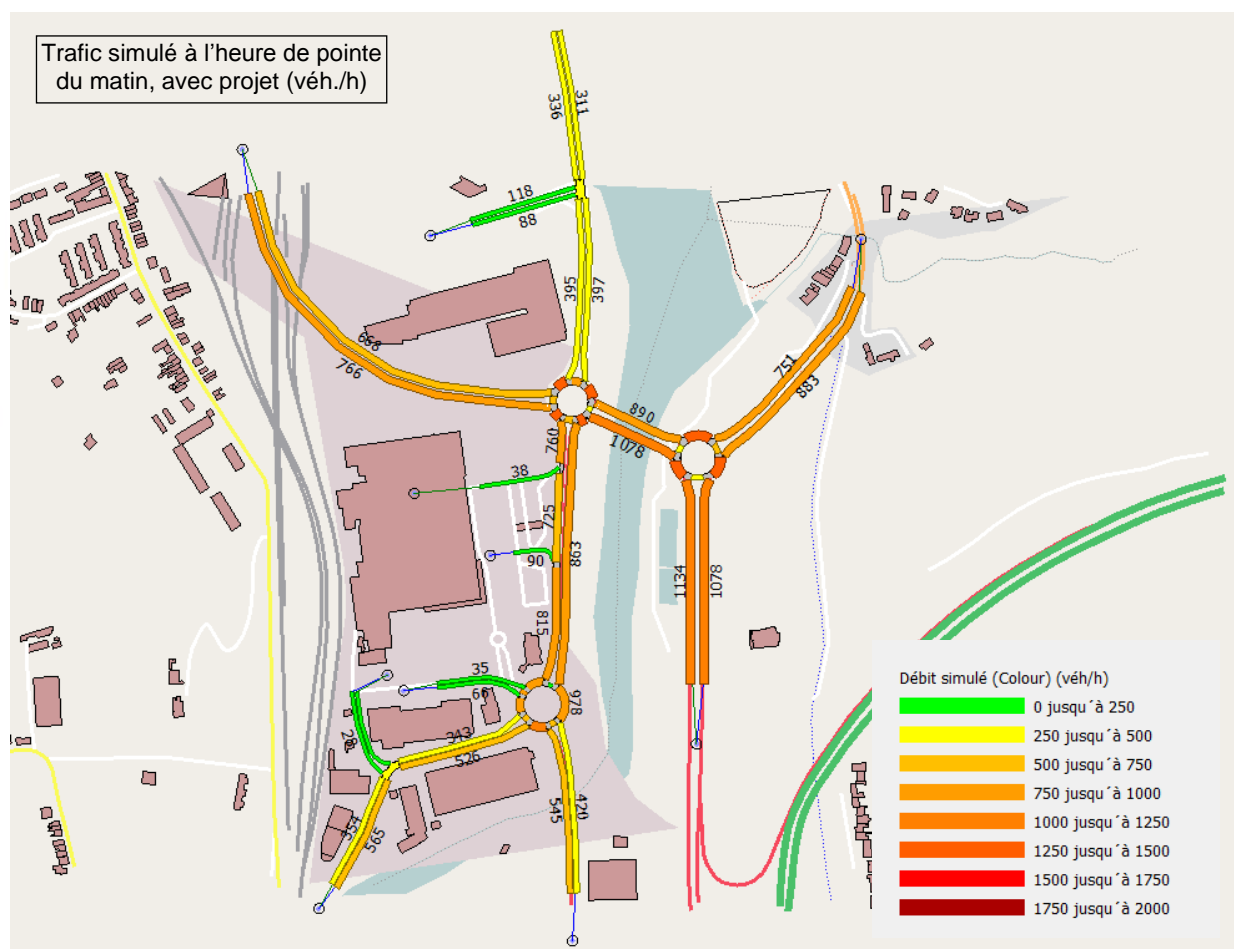 Trafic simulé à l'heure de pointe
du matin, avec projet (véh./h)
336
311
118
88
395
397
766
890
1078
751
883
760
38
725
863
90
815
1134
1078
35
66
978
343
526
354
565
545
420
Débit simulé (Colour) (véh/h)
0 jusqu´à 250
250 jusqu´à 500
500 jusqu´à 750
750 jusqu´à 1000
1000 jusqu´à 1250
1250 jusqu´à 1500
1500 jusqu´à 1750
1750 jusqu´à 2000